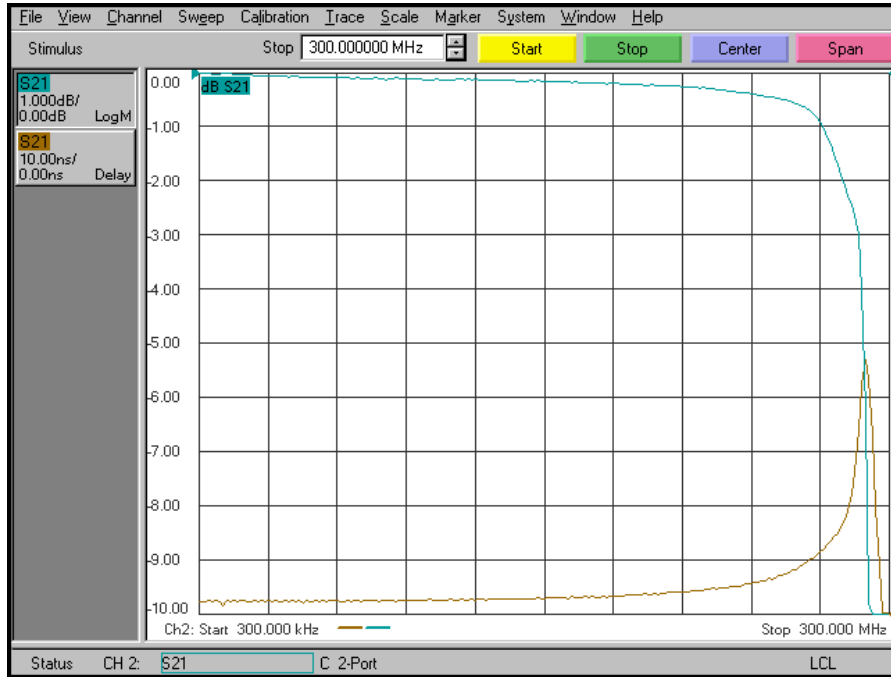 File View Channel Sweep Calibration Trace Scale Marker System Window Help
Stimulus Stop 300.000000 MHz Start Stop Center Span
S21
1.000dB/
0.00dB LogM
S21
10.00ns/
0.00ns Delay
dB S21
0.00
-1.00
-2.00
-3.00
-4.00
-5.00
-6.00
-7.00
-8.00
-9.00
-10.00
Ch2: Start 300.000 kHz Stop 300.000 MHz
Status CH 2: S21 C 2-Port LCL